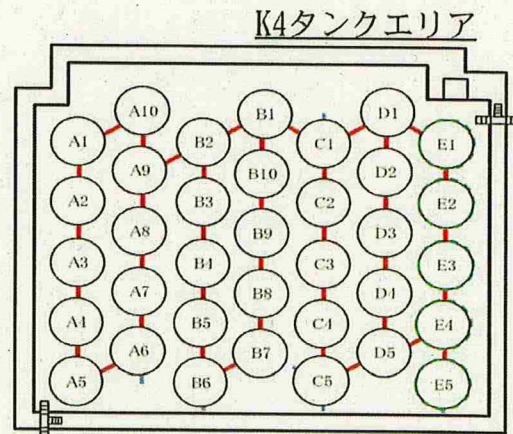 K4タンクエリア
A10 B1 D1
A1 B2 C1 E1
A9 B10 D2
A2 B3 C2 E2
A8 B9 D3
A3 B4 C3 E3
A7 B8 D4
A4 B5 C4 E4
A6 B7 D5
A5 B6 C5 E5